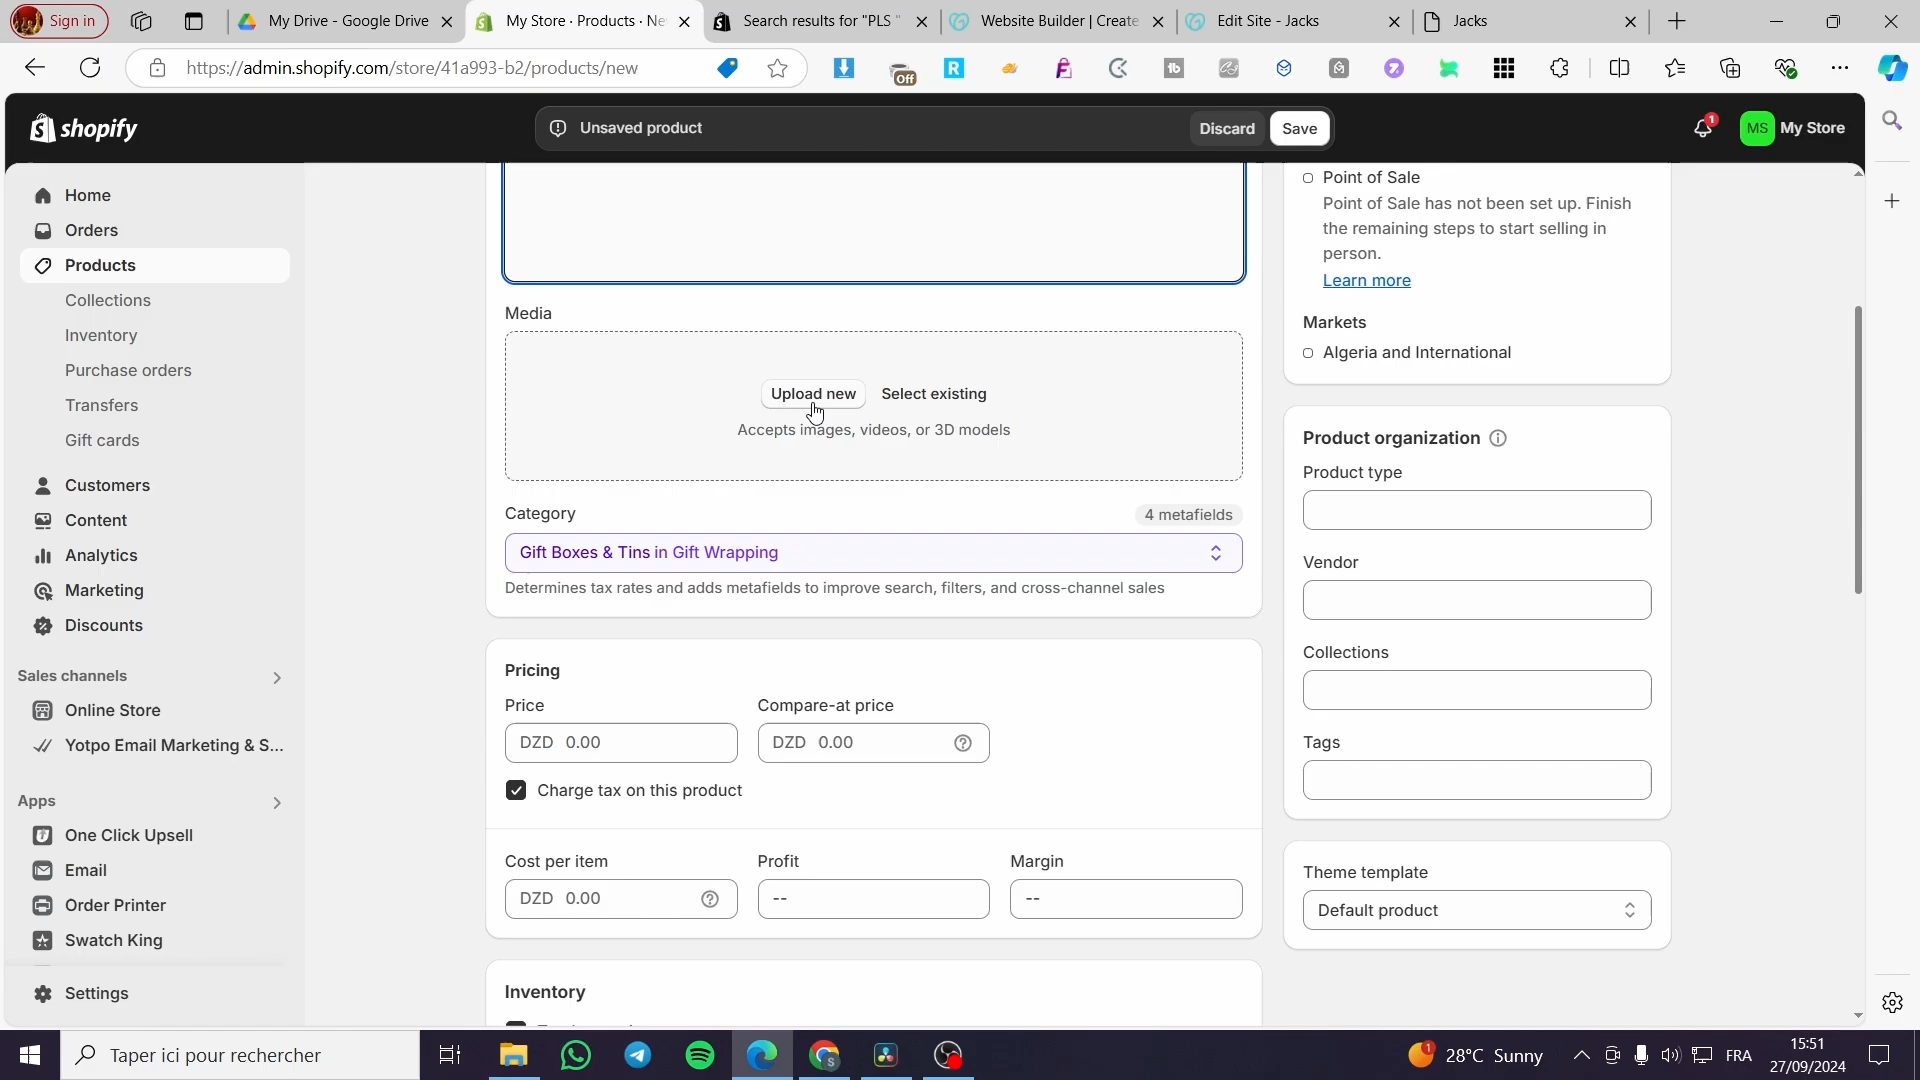 Sign in
My Drive - Google Drive
My Store · Products · Ne
Search results for "PLS "
Website Builder | Create
Edit Site - Jacks
Jacks
https://admin.shopify.com/store/41a993-b2/products/new
Off
shopify
Unsaved product
Discard
Save
1
MS
My Store
Home
Orders
Products
Collections
Inventory
Purchase orders
Transfers
Gift cards
Customers
Content
Analytics
Marketing
Discounts
Sales channels
Online Store
Yotpo Email Marketing & S...
Apps
One Click Upsell
Email
Order Printer
Swatch King
Settings
Media
Upload new
Select existing
Accepts images, videos, or 3D models
Category
4 metafields
Gift Boxes & Tins in Gift Wrapping
Determines tax rates and adds metafields to improve search, filters, and cross-channel sales
Pricing
Price
Compare-at price
DZD 0.00
DZD 0.00
Charge tax on this product
Cost per item
Profit
Margin
DZD 0.00
--
--
Inventory
Point of Sale
Point of Sale has not been set up. Finish
the remaining steps to start selling in
person.
Learn more
Markets
Algeria and International
Product organization
Product type
Vendor
Collections
Tags
Theme template
Default product
Taper ici pour rechercher
1
28°C Sunny
FRA
15:51
27/09/2024